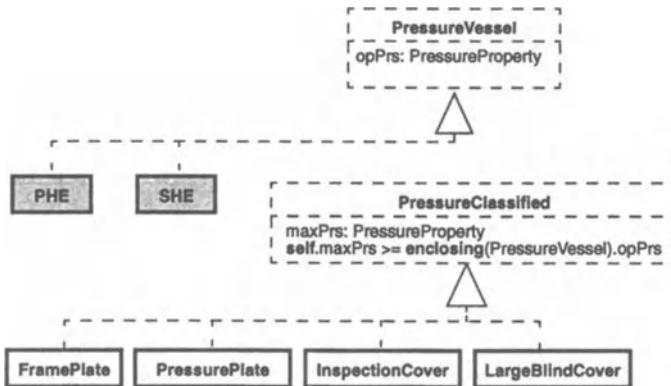 PressureVessel
opPrs: PressureProperty
PHE
SHE
PressureClassified
maxPrs: PressureProperty
self.maxPrs >= enclosing(PressureVessel).opPrs
FramePlate
PressurePlate
InspectionCover
LargeBlindCover